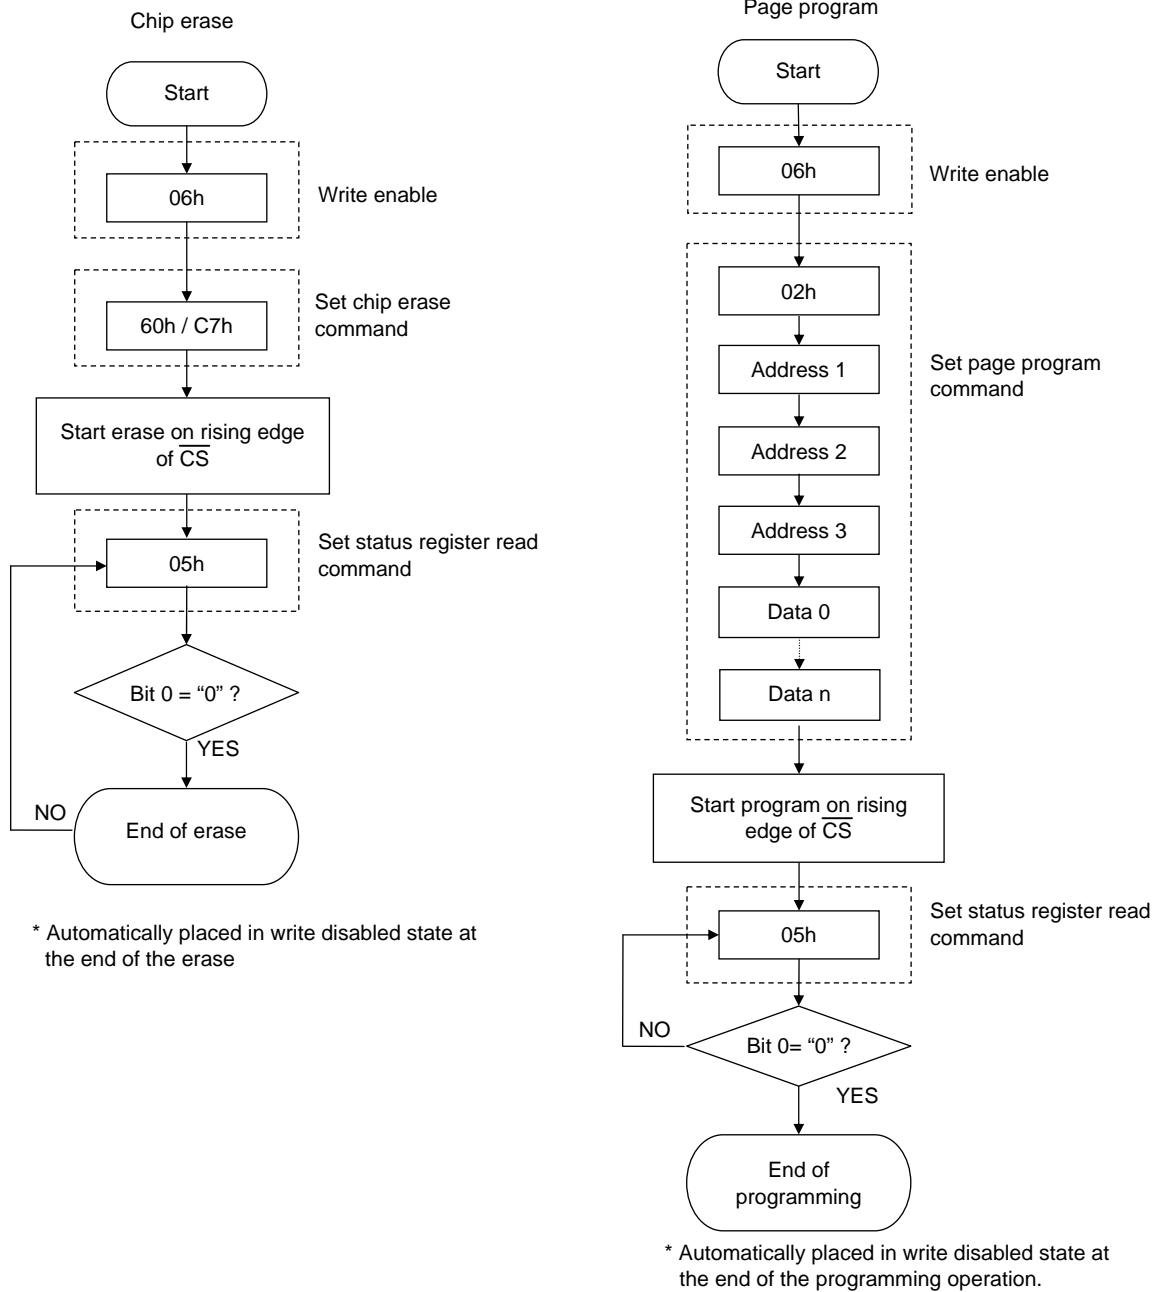 Chip erase
Start
06h
Write enable
60h / C7h
Set chip erase
command
Start erase on rising edge
of CS
05h
Set status register read
command
Bit 0 = “0” ?
YES
NO
End of erase
* Automatically placed in write disabled state at
the end of the erase
Page program
Start
06h
Write enable
02h
Address 1
Set page program
command
Address 2
Address 3
Data 0
Data n
Start program on rising
edge of CS
05h
Set status register read
command
NO
Bit 0= “0” ?
YES
End of
programming
* Automatically placed in write disabled state at
the end of the programming operation.